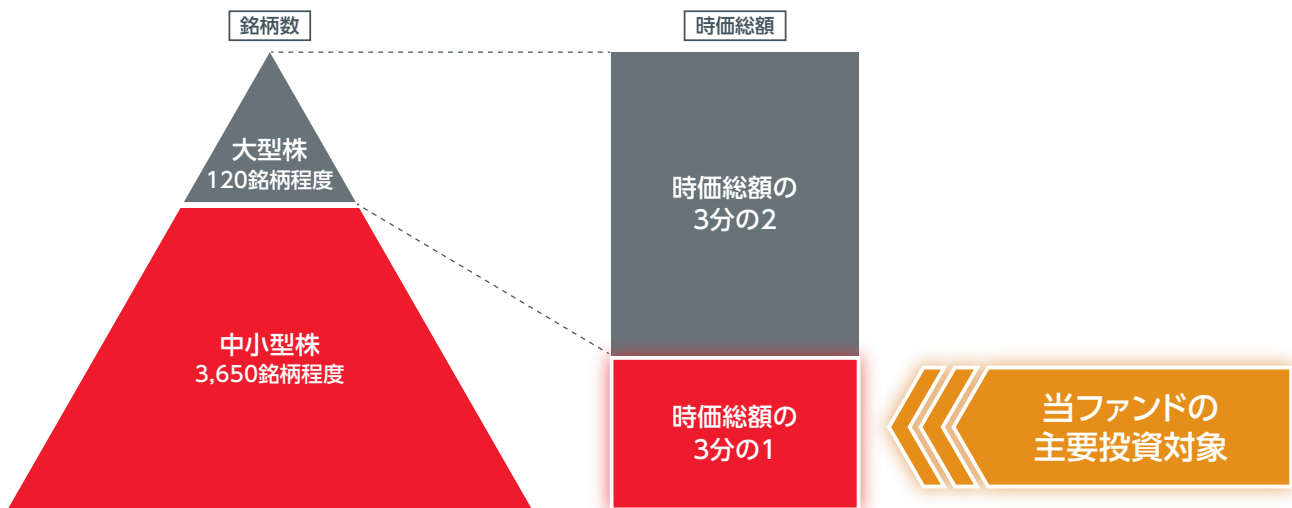 銘柄数
時価総額
大型株
120銘柄程度
時価総額の
3分の2
中小型株
3,650銘柄程度
時価総額の
3分の1
当ファンドの
主要投資対象